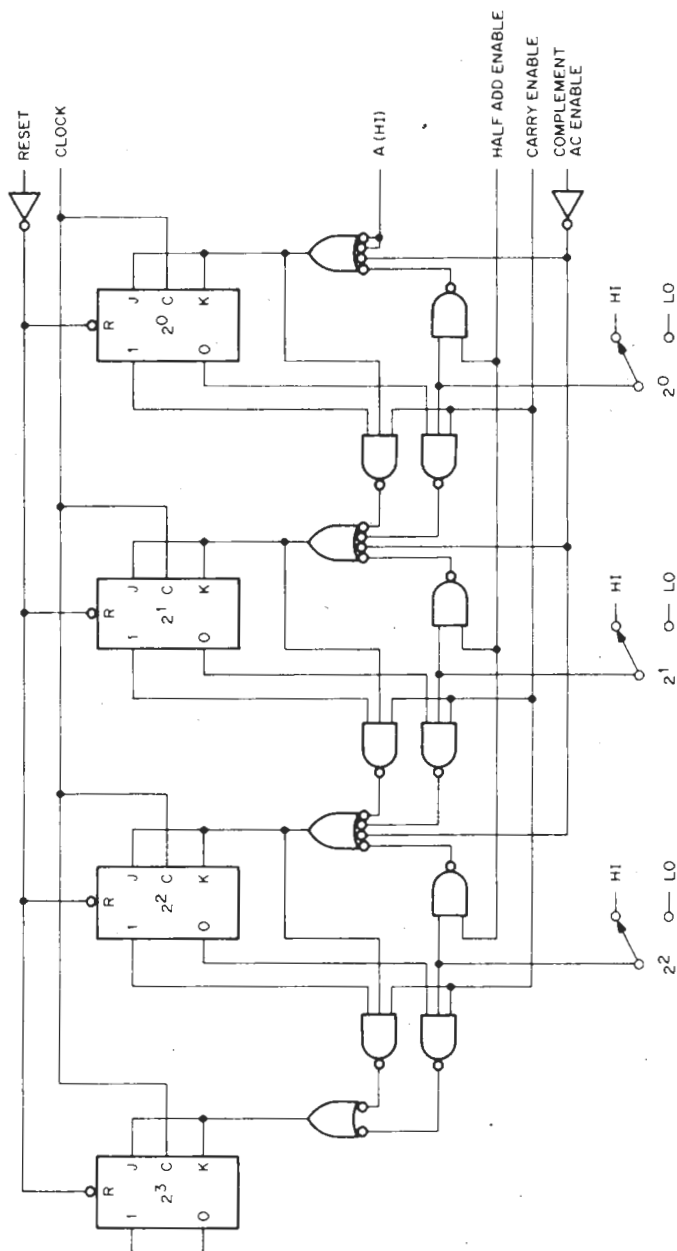 RESET
CLOCK
A (HI)
HALF ADD ENABLE
CARRY ENABLE
COMPLEMENT
AC ENABLE
R
J
C
K
1
0
2⁰
R
J
C
K
1
0
2¹
R
J
C
K
1
0
2²
R
J
C
K
1
0
2³
HI
LO
2⁰
HI
LO
2¹
HI
LO
2²